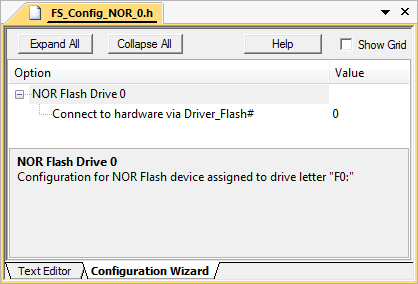 FS_Config_NOR_0.h
Expand All Collapse All Help Show Grid
Option Value
NOR Flash Drive 0
Connect to hardware via Driver_Flash# 0
NOR Flash Drive 0
Configuration for NOR Flash device assigned to drive letter "F0:"
Text Editor Configuration Wizard